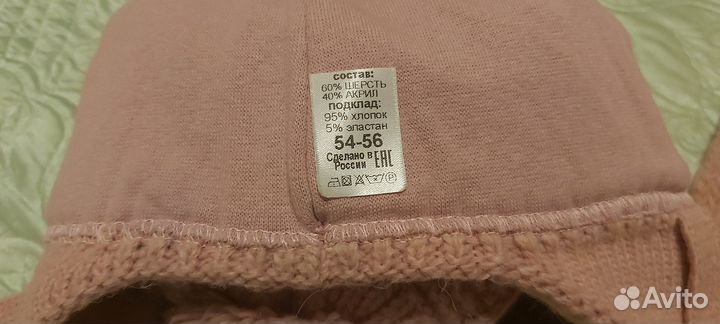 состав:
60% ШЕРСТЬ
40% АКРИЛ
подклад:
95% хлопок
5% эластан
54-56
Сделано в
России EAC
Avito